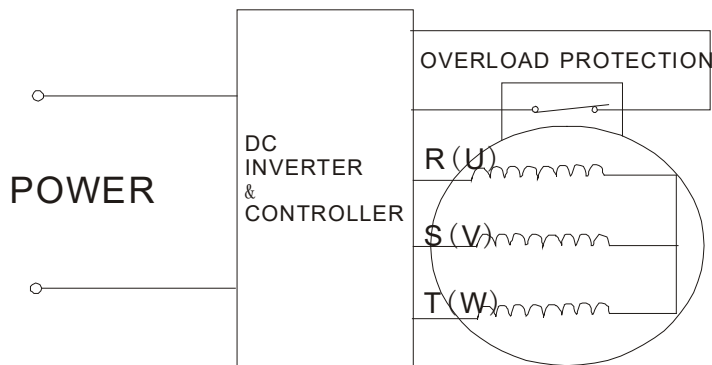 OVERLOAD PROTECTION
DC
INVERTER
&
CONTROLLER
POWER
R(U)
S(V)
T(W)